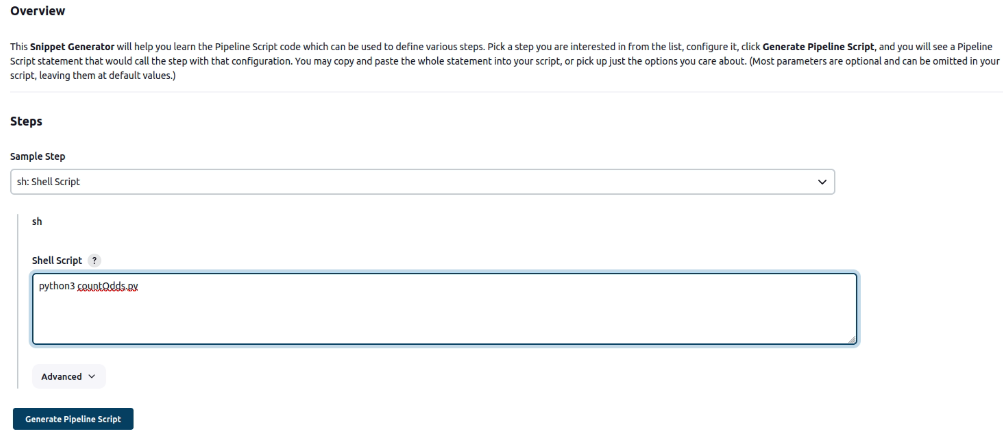 Overview
This Snippet Generator will help you learn the Pipeline Script code which can be used to define various steps. Pick a step you are interested in from the list, configure it, click Generate Pipeline Script, and you will see a Pipeline
Script statement that would call the step with that configuration. You may copy and paste the whole statement into your script, or pick up just the options you care about. (Most parameters are optional and can be omitted in your
script, leaving them at default values.)
Steps
Sample Step
sh: Shell Script
sh
Shell Script ?
python3 countOdds.py
Advanced
Generate Pipeline Script